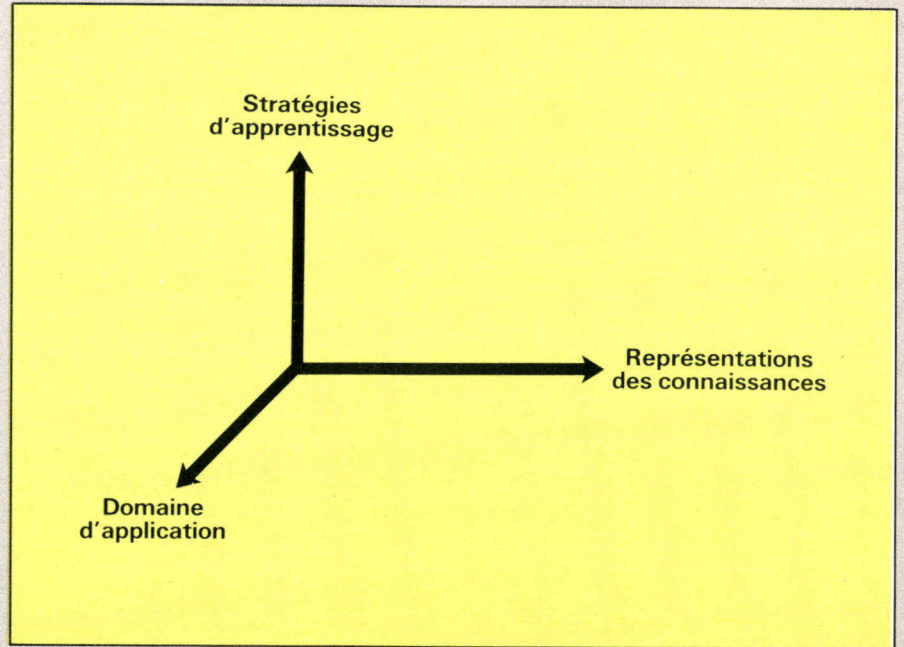 Stratégies
d'apprentissage
Représentations
des connaissances
Domaine
d'application